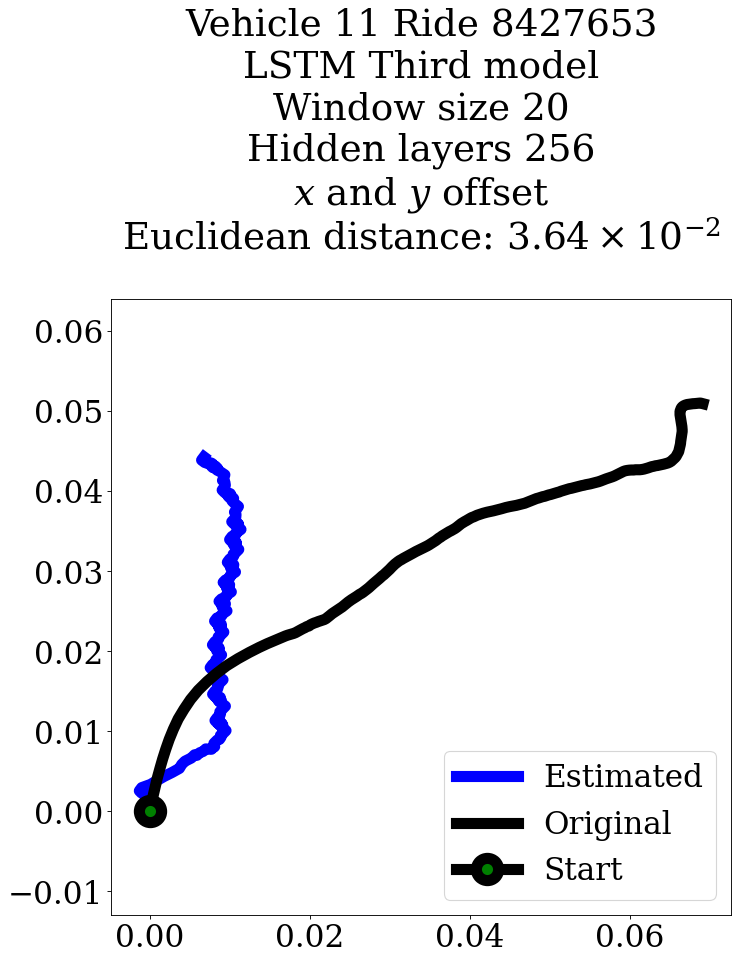 Vehicle 11 Ride 8427653
LSTM Third model
Window size 20
Hidden layers 256
x and y offset
Euclidean distance: 3.64 × 10⁻²
0.06
0.05
0.04
0.03
0.02
0.01
0.00
−0.01
Estimated
Original
Start
0.00 0.02 0.04 0.06